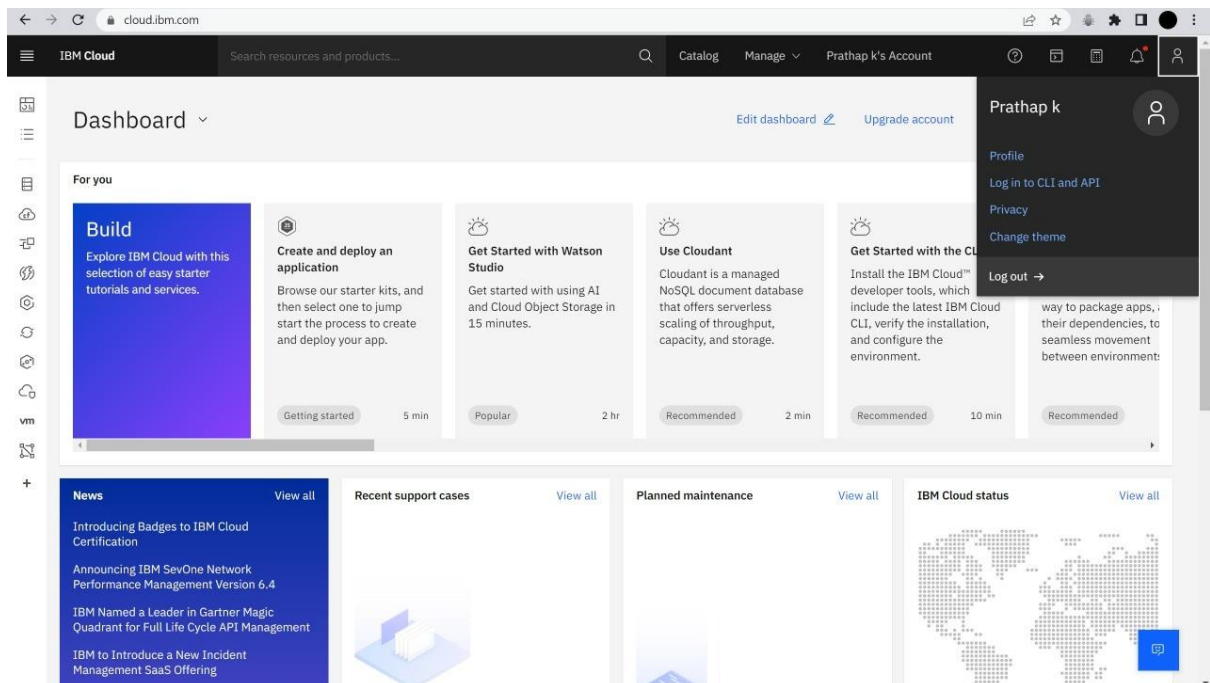 cloud.ibm.com
IBM Cloud
Search resources and products...
Catalog
Manage
Prathap k's Account
Dashboard
Edit dashboard
Upgrade account
Prathap k
Profile
Log in to CLI and API
Privacy
Change theme
Log out →
For you
Build
Explore IBM Cloud with this
selection of easy starter
tutorials and services.
Create and deploy an
application
Browse our starter kits, and
then select one to jump
start the process to create
and deploy your app.
Getting started
5 min
Get Started with Watson
Studio
Get started with using AI
and Cloud Object Storage in
15 minutes.
Popular
2 hr
Use Cloudant
Cloudant is a managed
NoSQL document database
that offers serverless
scaling of throughput,
capacity, and storage.
Recommended
2 min
Get Started with the CL
Install the IBM Cloud™
developer tools, which
include the latest IBM Cloud
CLI, verify the installation,
and configure the
environment.
Recommended
10 min
way to package apps,
their dependencies, to
seamless movement
between environments
Recommended
vm
News
View all
Introducing Badges to IBM Cloud
Certification
Announcing IBM SevOne Network
Performance Management Version 6.4
IBM Named a Leader in Gartner Magic
Quadrant for Full Life Cycle API Management
IBM to Introduce a New Incident
Management SaaS Offering
Recent support cases
View all
Planned maintenance
View all
IBM Cloud status
View all